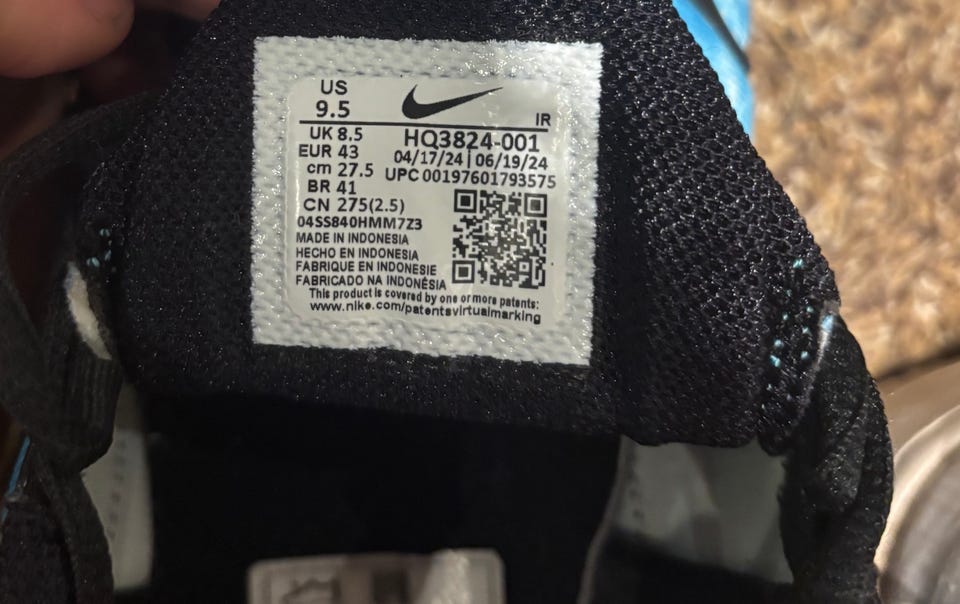 US
9.5
IR
UK 8.5
HQ3824-001
EUR 43
04/17/24 | 06/19/24
cm 27.5
UPC 00197601793575
BR 41
CN 275(2.5)
04SS840HMM7Z3
MADE IN INDONESIA
HECHO EN INDONESIA
FABRIQUE EN INDONESIE
FABRICADO NA INDONÉSIA
This product is covered by one or more patents:
www.nike.com/patentsvirtualmarking